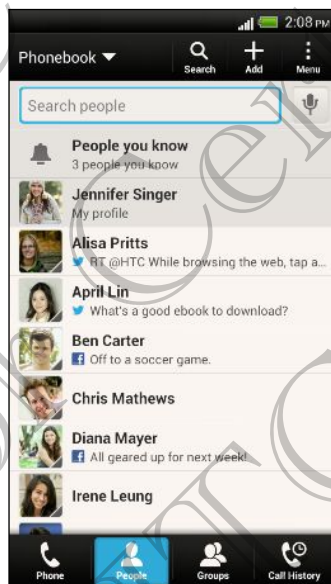 2:08 PM
Phonebook
Search
Add
Menu
Search people
People you know
3 people you know
Jennifer Singer
My profile
Alisa Pritts
RT @HTC While browsing the web, tap a...
April Lin
What's a good ebook to download?
Ben Carter
Off to a soccer game.
Chris Mathews
Diana Mayer
All geared up for next week!
Irene Leung
Phone
People
Groups
Call History